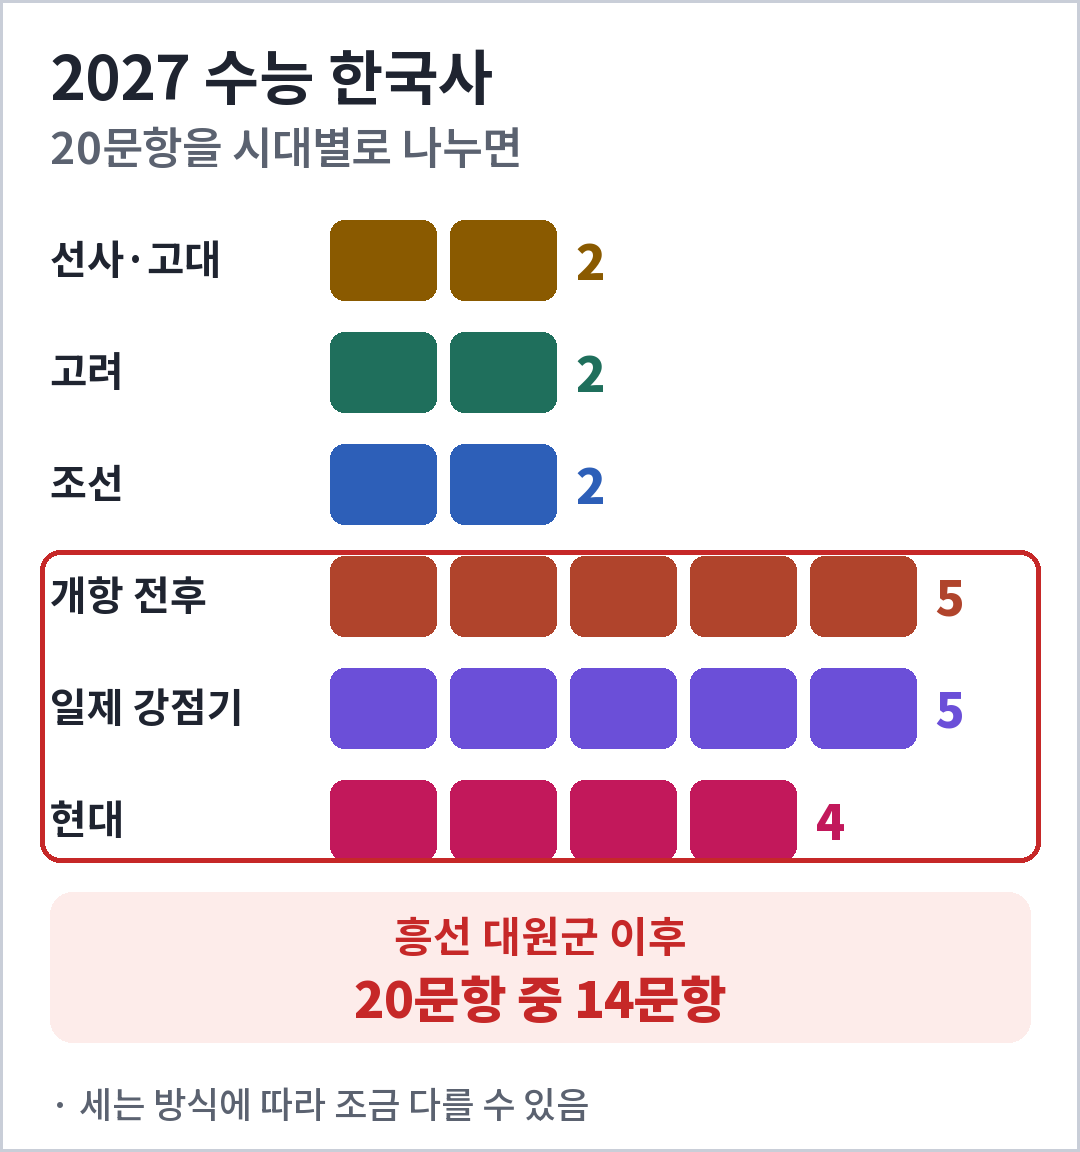 2027 수능 한국사
20문항을 시대별로 나누면
선사·고대 2
고려 2
조선 2
개항 전후 5
일제 강점기 5
현대 4
흥선 대원군 이후
20문항 중 14문항
· 세는 방식에 따라 조금 다를 수 있음